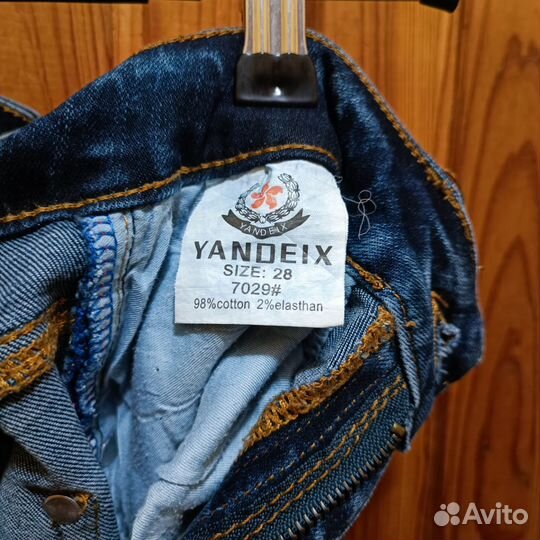 YANDEIX
YANDEIX
SIZE: 28
7029#
98%cotton 2%elasthan
Avito